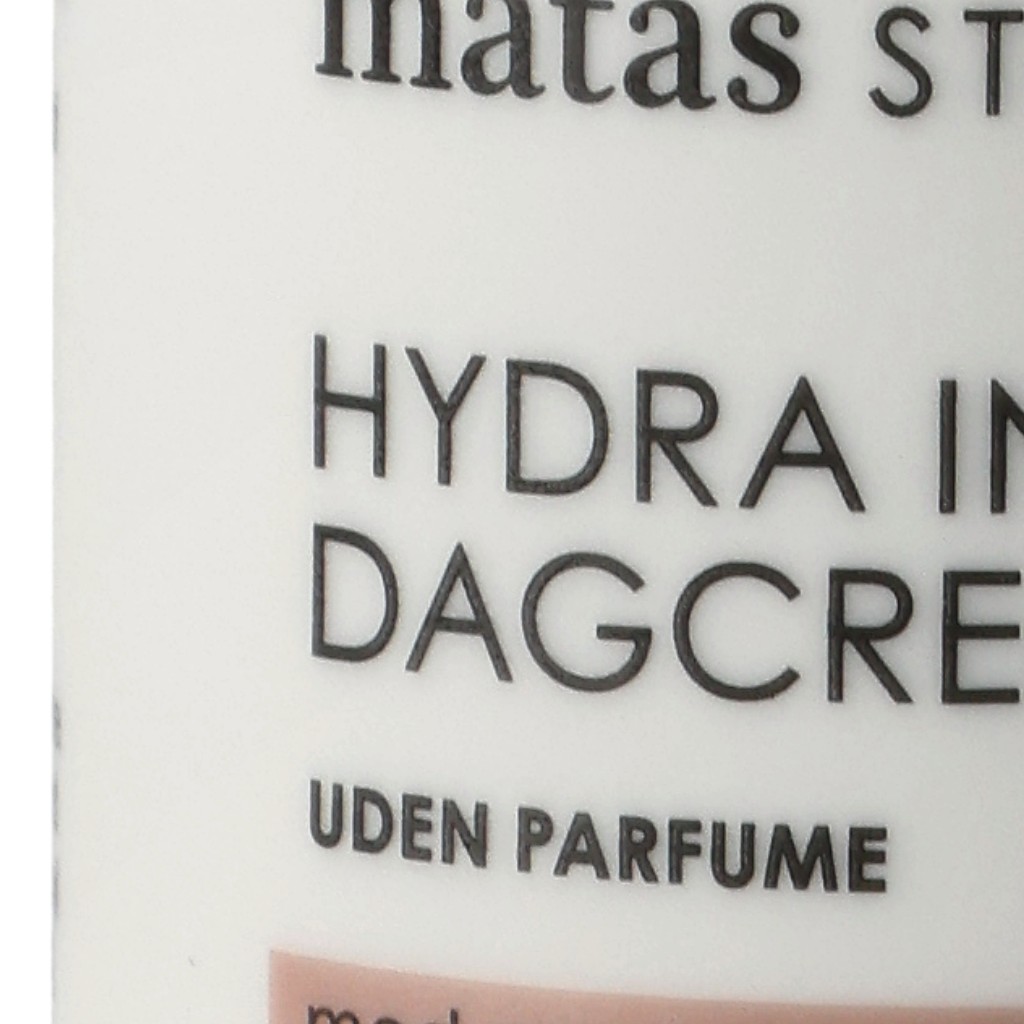 matas ST
HYDRA IN
DAGCRE
UDEN PARFUME